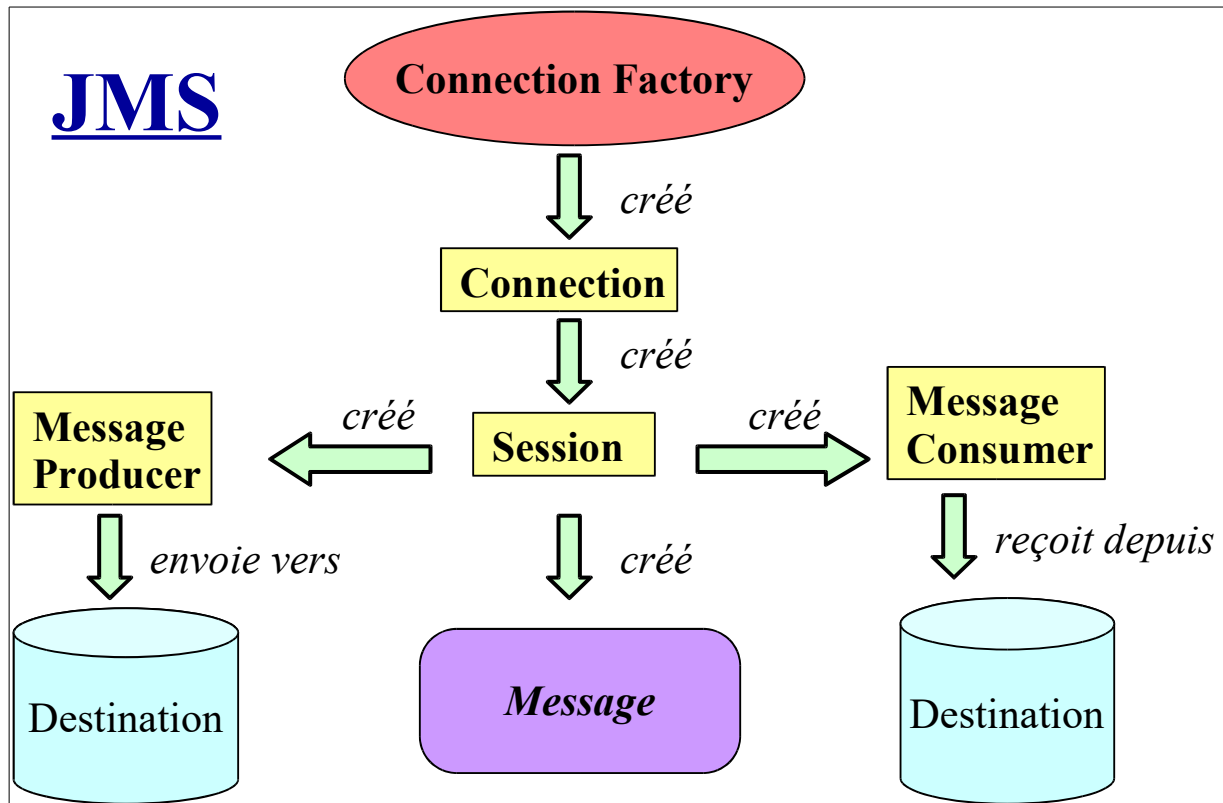 JMS
Connection Factory
créé
Connection
créé
Message
Producer
créé
Session
créé
Message
Consumer
envoie vers
créé
reçoit depuis
Destination
Message
Destination